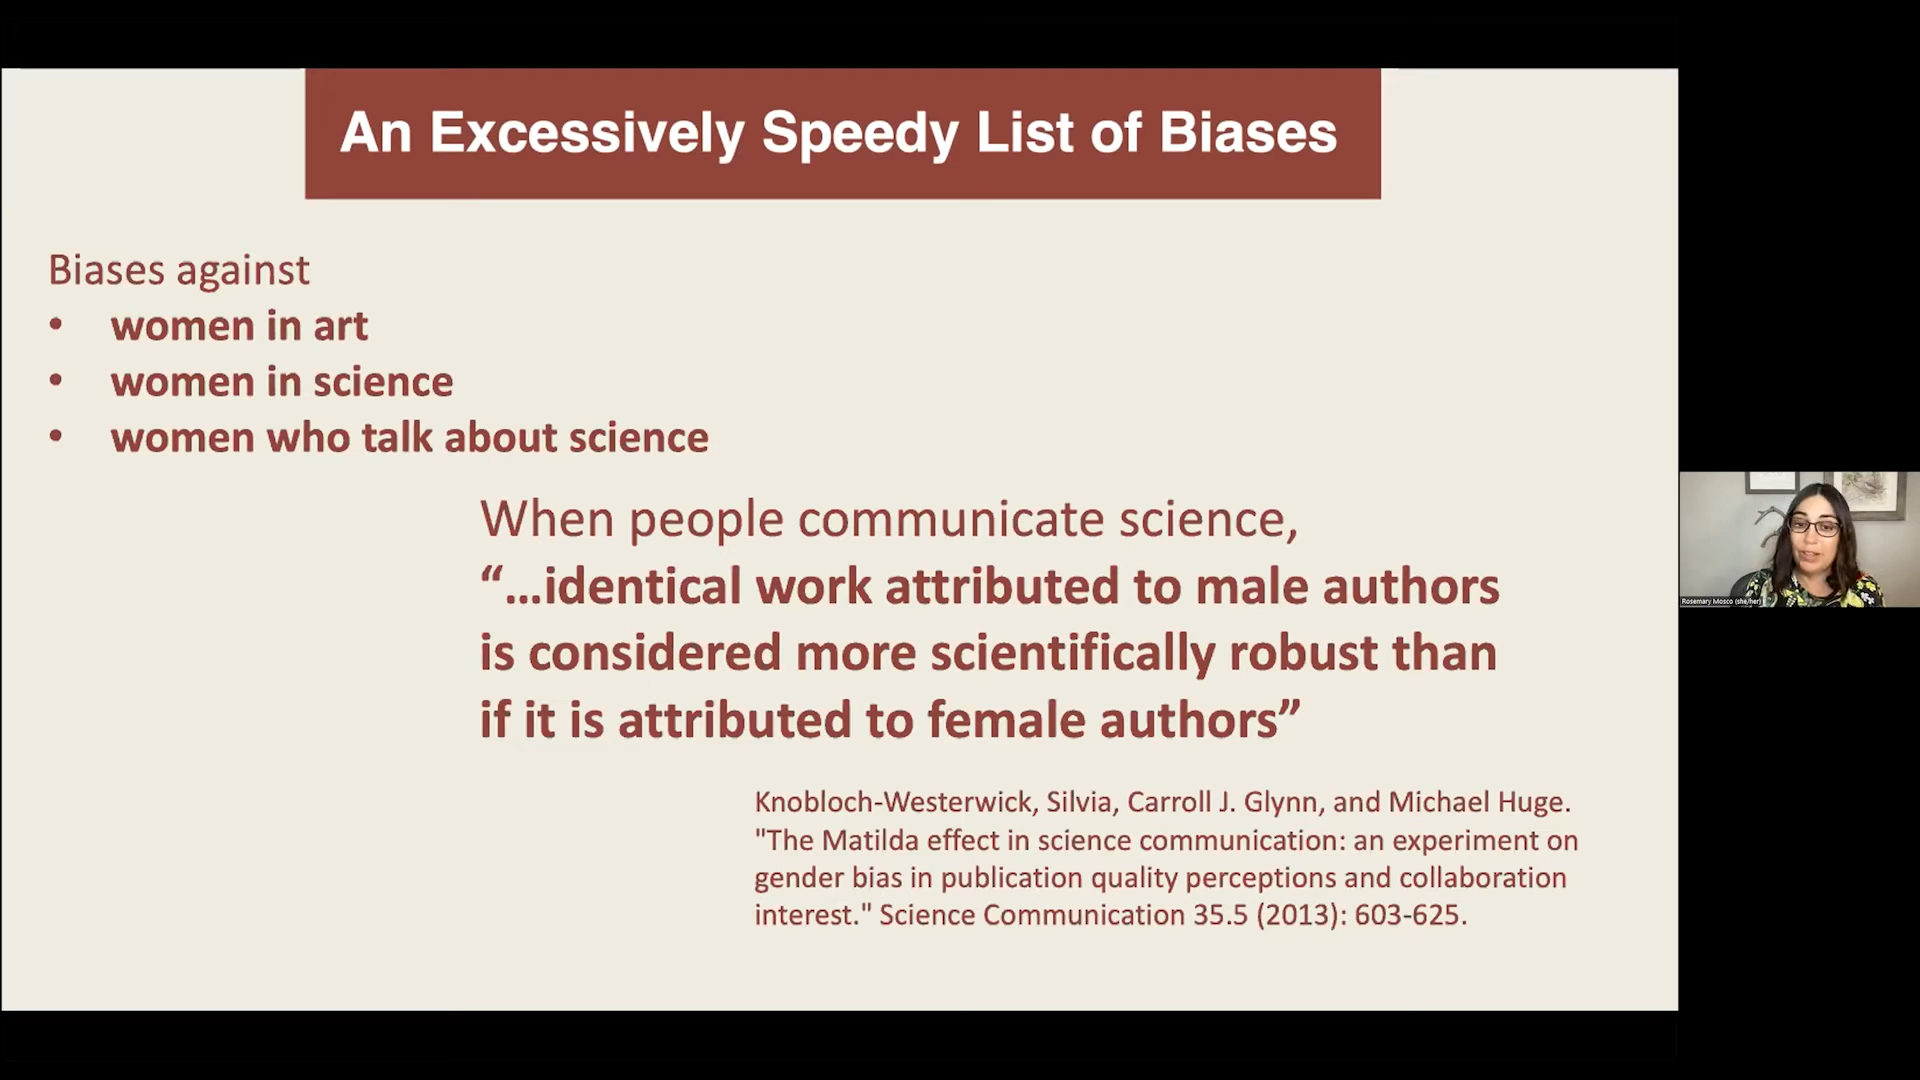 An Excessively Speedy List of Biases
Biases against
• women in art
• women in science
• women who talk about science
When people communicate science,
“…identical work attributed to male authors
is considered more scientifically robust than
if it is attributed to female authors”
Knobloch-Westerwick, Silvia, Carroll J. Glynn, and Michael Huge.
"The Matilda effect in science communication: an experiment on
gender bias in publication quality perceptions and collaboration
interest." Science Communication 35.5 (2013): 603-625.
Rosemary Mosco (she/her)